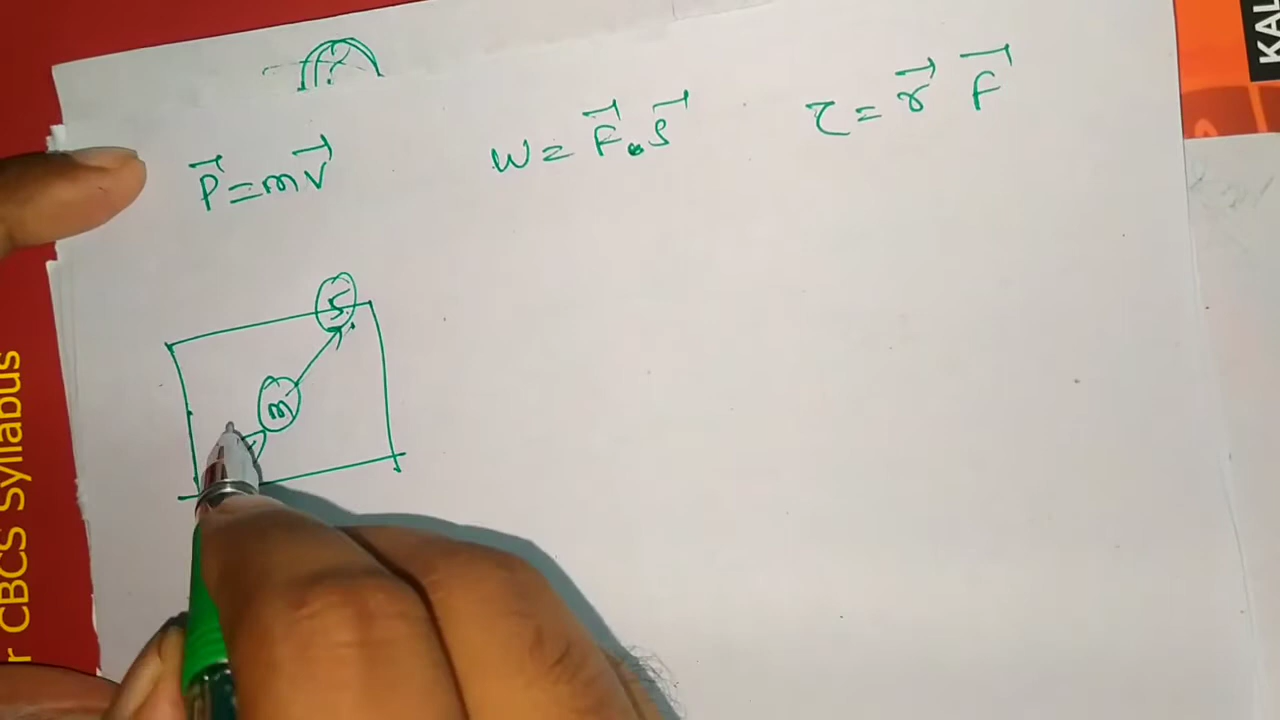 P⃗ = mv⃗
W = F⃗ . S⃗
τ = r⃗ F⃗
S
m
r CBCS Syllabus
KAL